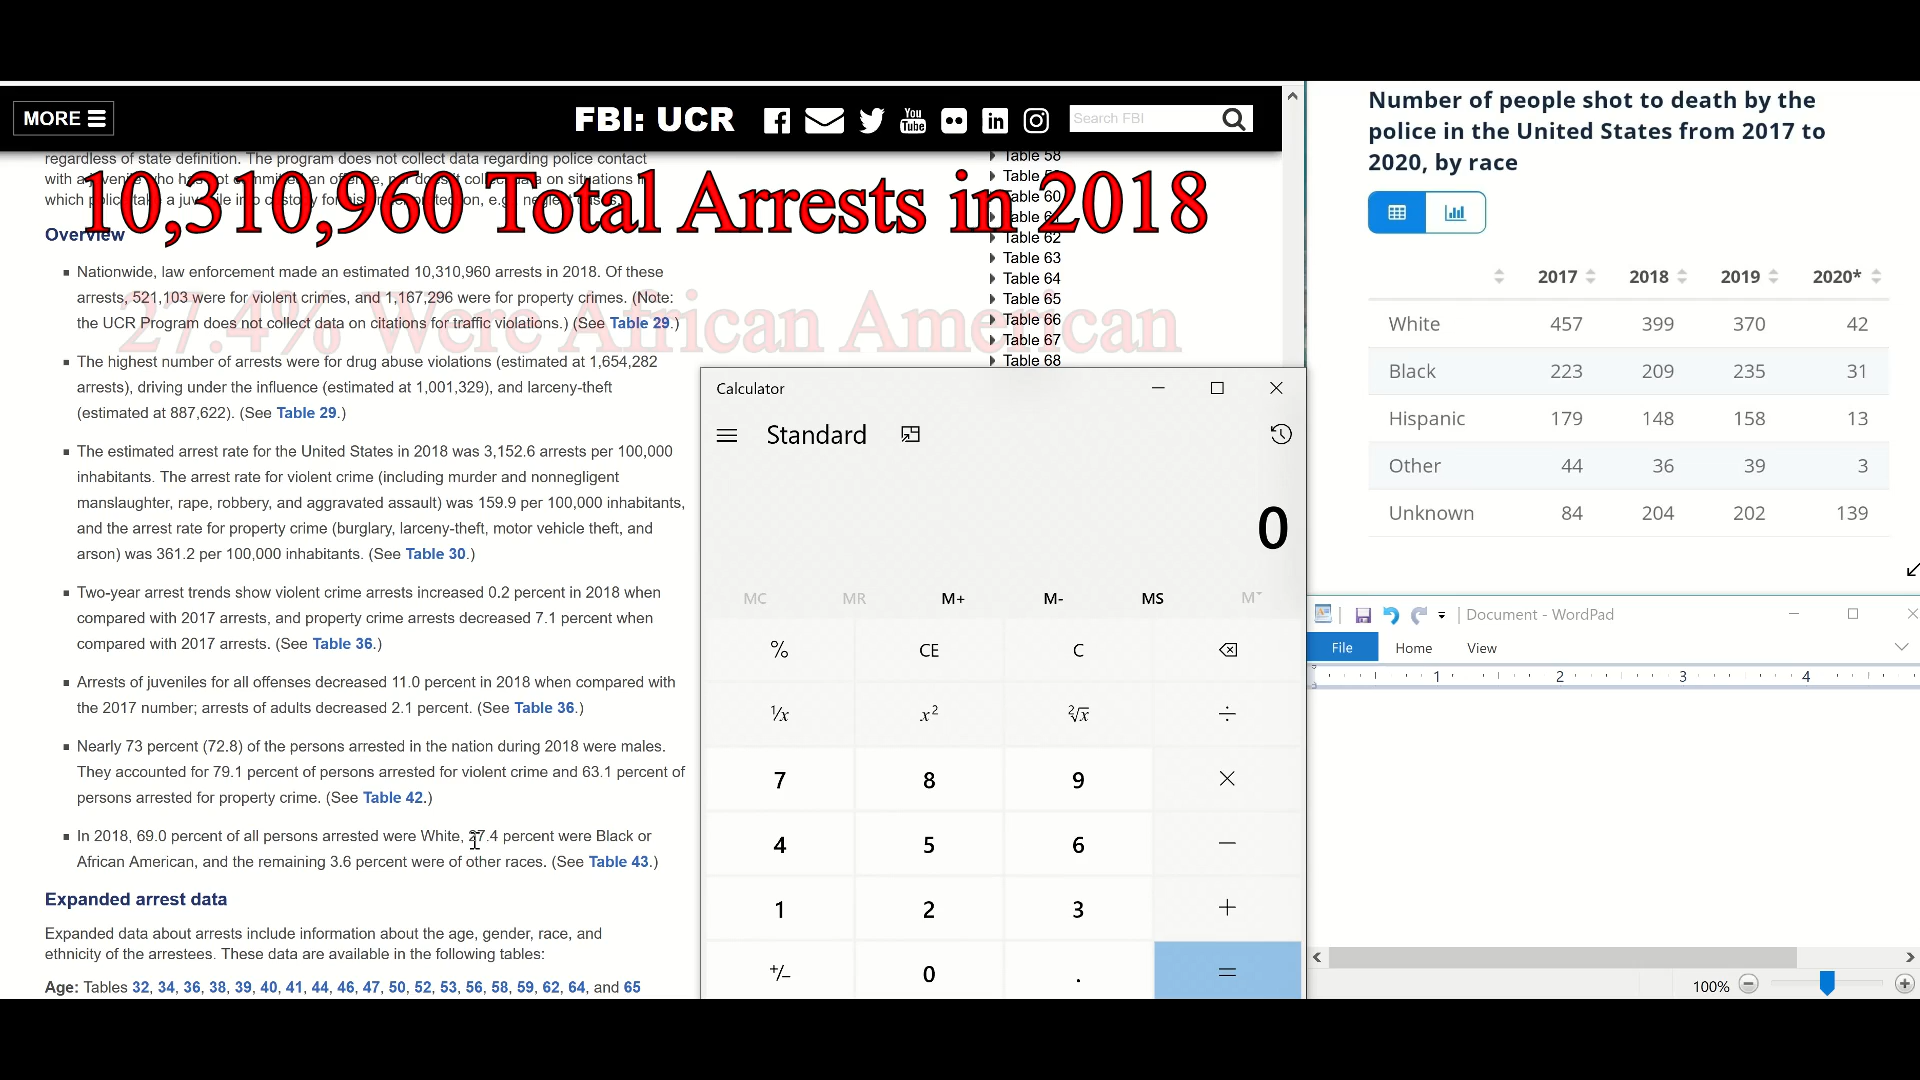 MORE
FBI: UCR
You
Tube
Search FBI
regardless of state definition. The program does not collect data regarding police contact
10,310,960 Total Arrests in 2018
Overview
Nationwide, law enforcement made an estimated 10,310,960 arrests in 2018. Of these
arrests, 521,103 were for violent crimes, and 1,167,296 were for property crimes. (Note:
the UCR Program does not collect data on citations for traffic violations.) (See Table 29.)
27.4% Were African American
The highest number of arrests were for drug abuse violations (estimated at 1,654,282
arrests), driving under the influence (estimated at 1,001,329), and larceny-theft
(estimated at 887,622). (See Table 29.)
The estimated arrest rate for the United States in 2018 was 3,152.6 arrests per 100,000
inhabitants. The arrest rate for violent crime (including murder and nonnegligent
manslaughter, rape, robbery, and aggravated assault) was 159.9 per 100,000 inhabitants,
and the arrest rate for property crime (burglary, larceny-theft, motor vehicle theft, and
arson) was 361.2 per 100,000 inhabitants. (See Table 30.)
Two-year arrest trends show violent crime arrests increased 0.2 percent in 2018 when
compared with 2017 arrests, and property crime arrests decreased 7.1 percent when
compared with 2017 arrests. (See Table 36.)
Arrests of juveniles for all offenses decreased 11.0 percent in 2018 when compared with
the 2017 number; arrests of adults decreased 2.1 percent. (See Table 36.)
Nearly 73 percent (72.8) of the persons arrested in the nation during 2018 were males.
They accounted for 79.1 percent of persons arrested for violent crime and 63.1 percent of
persons arrested for property crime. (See Table 42.)
In 2018, 69.0 percent of all persons arrested were White, 27.4 percent were Black or
African American, and the remaining 3.6 percent were of other races. (See Table 43.)
Expanded arrest data
Expanded data about arrests include information about the age, gender, race, and
ethnicity of the arrestees. These data are available in the following tables:
Age: Tables 32, 34, 36, 38, 39, 40, 41, 44, 46, 47, 50, 52, 53, 56, 58, 59, 62, 64, and 65
Table 58
Table 60
Table 62
Table 63
Table 64
Table 65
Table 66
Table 67
Table 68
Calculator
Standard
0
MC MR M+ M- MS M
% CE C
1/x x2 2√x ÷
7 8 9 ×
4 5 6 −
1 2 3 +
+/− 0 . =
Number of people shot to death by the
police in the United States from 2017 to
2020, by race
2017 2018 2019 2020*
White 457 399 370 42
Black 223 209 235 31
Hispanic 179 148 158 13
Other 44 36 39 3
Unknown 84 204 202 139
Document - WordPad
File Home View
1 2 3 4
100%